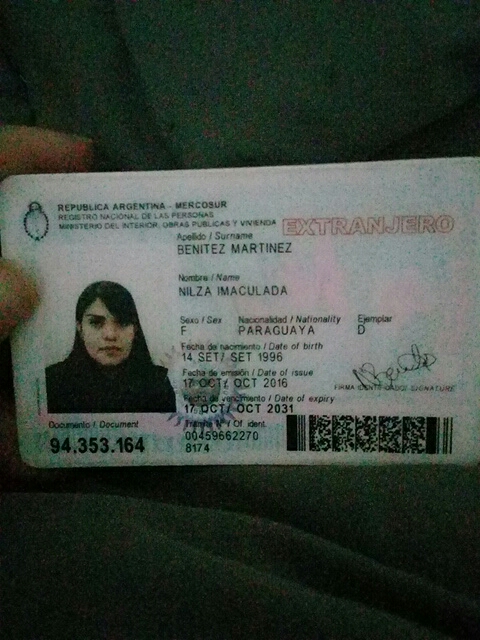 REPUBLICA ARGENTINA - MERCOSUR
REGISTRO NACIONAL DE LAS PERSONAS
MINISTERIO DEL INTERIOR, OBRAS PUBLICAS Y VIVIENDA
EXTRANJERO
Apellido / Surname
BENITEZ MARTINEZ
Nombre / Name
NILZA IMACULADA
Sexo / Sex Nacionalidad / Nationality Ejemplar
F PARAGUAYA D
Fecha de nacimiento / Date of birth
14 SET/ SET 1996
Fecha de emisión / Date of issue
17 OCT/ OCT 2016
FIRMA IDENTIFICADO/ SIGNATURE
Fecha de vencimiento / Date of expiry
17 OCT/ OCT 2031
Documento / Document
94.353.164
Of. ident.
00459662270
8174